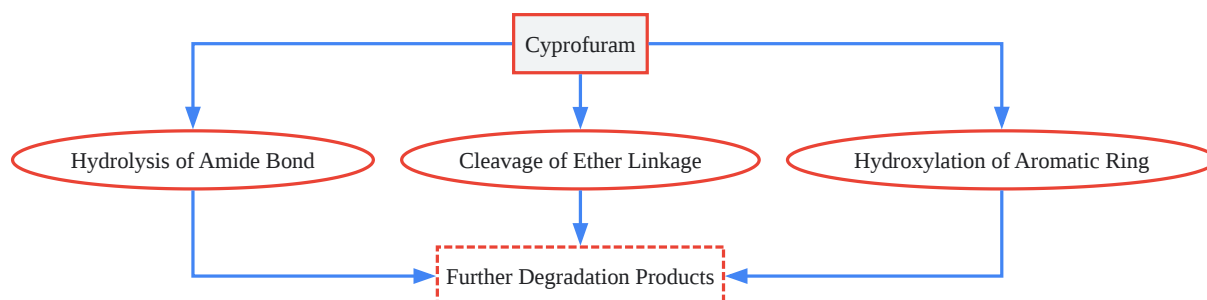 Cyprofuram
Hydrolysis of Amide Bond
Cleavage of Ether Linkage
Hydroxylation of Aromatic Ring
Further Degradation Products